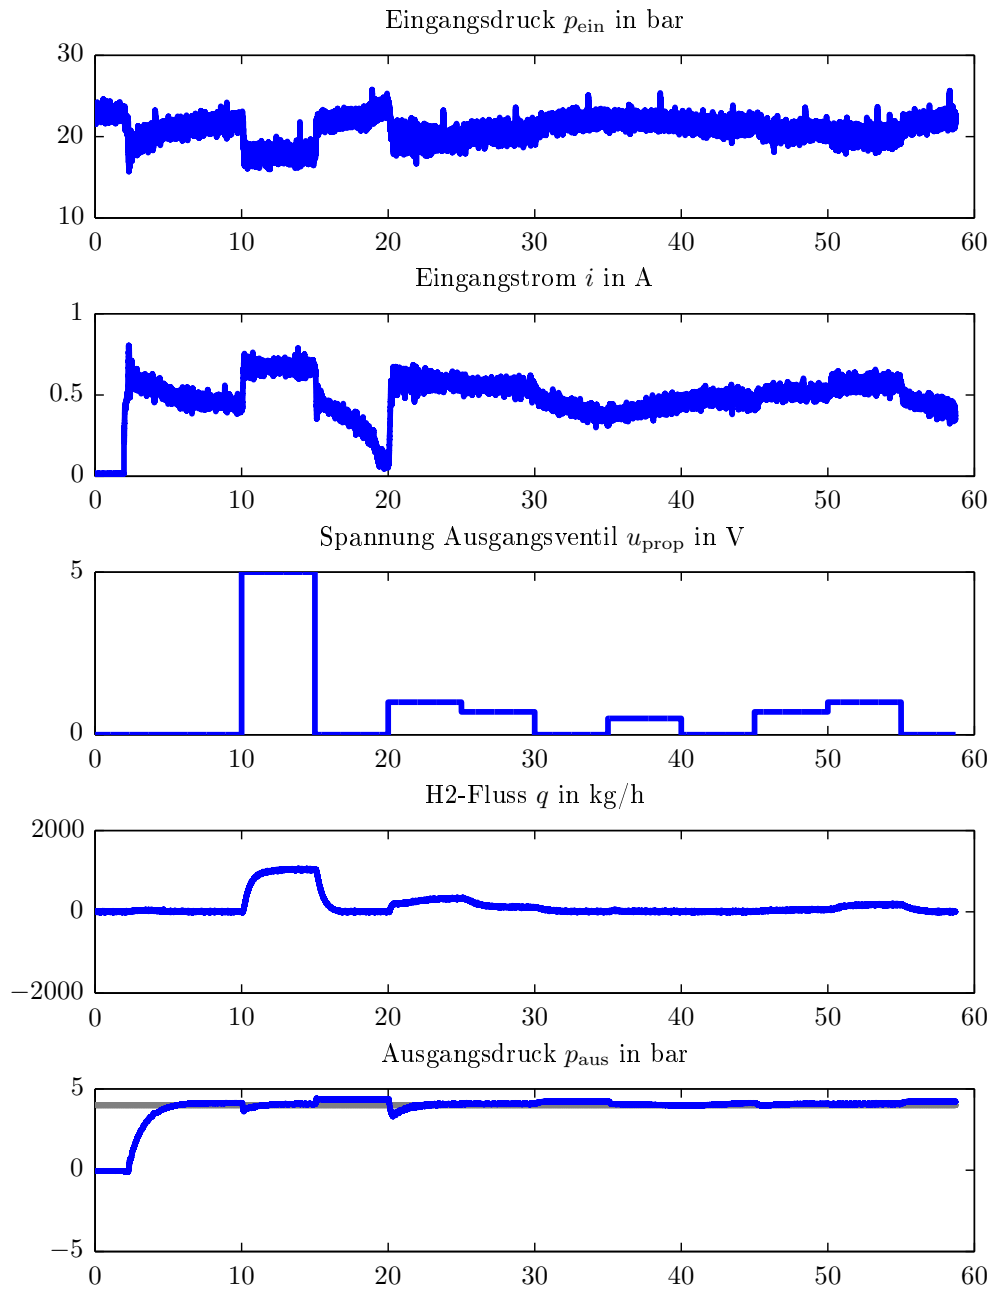 Eingangsdruck pein in bar
30
20
10
0 10 20 30 40 50 60
Eingangstrom i in A
1
0.5
0
0 10 20 30 40 50 60
Spannung Ausgangsventil uprop in V
5
0
0 10 20 30 40 50 60
H2-Fluss q in kg/h
2000
0
−2000
0 10 20 30 40 50 60
Ausgangsdruck paus in bar
5
0
−5
0 10 20 30 40 50 60